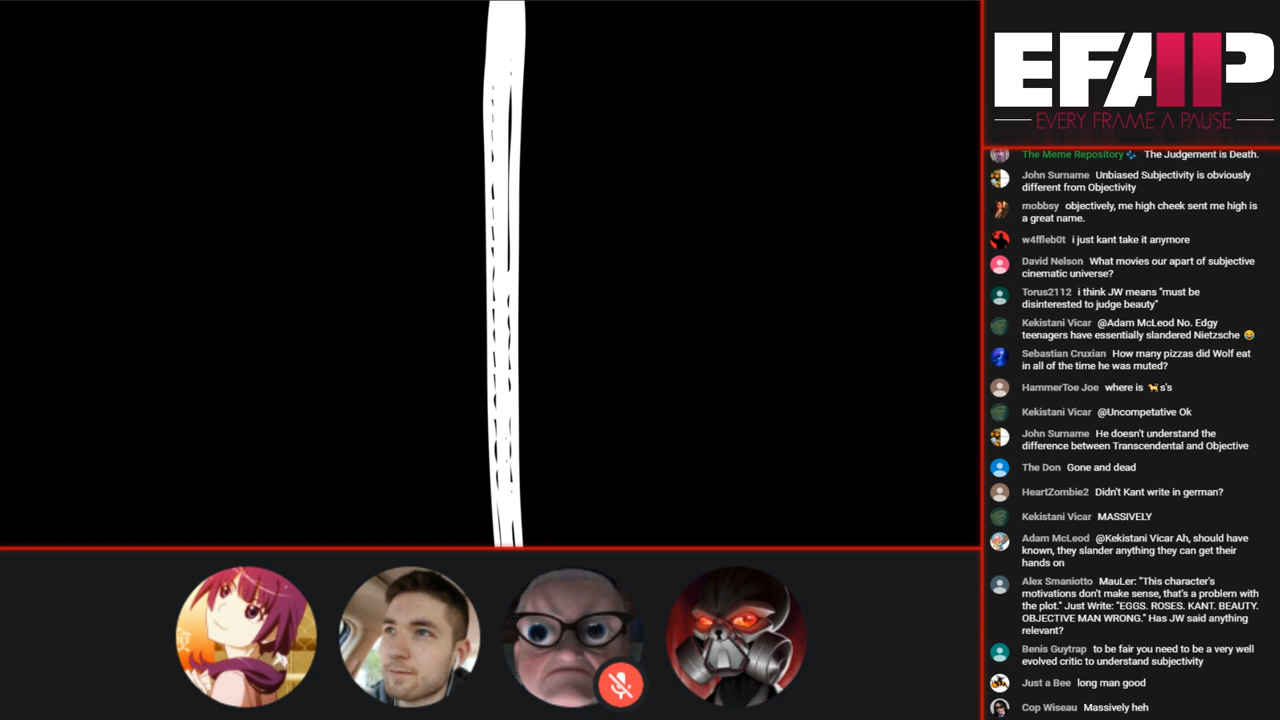 EFAP
EVERY FRAME A PAUSE
The Meme Repository The Judgement is Death.
John Surname Unbiased Subjectivity is obviously
different from Objectivity
mobbsy objectively, me high cheek sent me high is
a great name.
w4ffleb0t i just kant take it anymore
David Nelson What movies our apart of subjective
cinematic universe?
Torus2112 i think JW means "must be
disinterested to judge beauty"
Kekistani Vicar @Adam McLeod No. Edgy
teenagers have essentially slandered Nietzsche 😅
Sebastian Cruxian How many pizzas did Wolf eat
in all of the time he was muted?
HammerToe Joe where is 🐕s's
Kekistani Vicar @Uncompetative Ok
John Surname He doesn't understand the
difference between Transcendental and Objective
The Don Gone and dead
HeartZombie2 Didn't Kant write in german?
Kekistani Vicar MASSIVELY
Adam McLeod @Kekistani Vicar Ah, should have
known, they slander anything they can get their
hands on
Alex Smaniotto MauLer: "This character's
motivations don't make sense, that's a problem with
the plot." Just Write: "EGGS. ROSES. KANT. BEAUTY.
OBJECTIVE MAN WRONG." Has JW said anything
relevant?
Benis Guytrap to be fair you need to be a very well
evolved critic to understand subjectivity
Just a Bee long man good
Cop Wiseau Massively heh